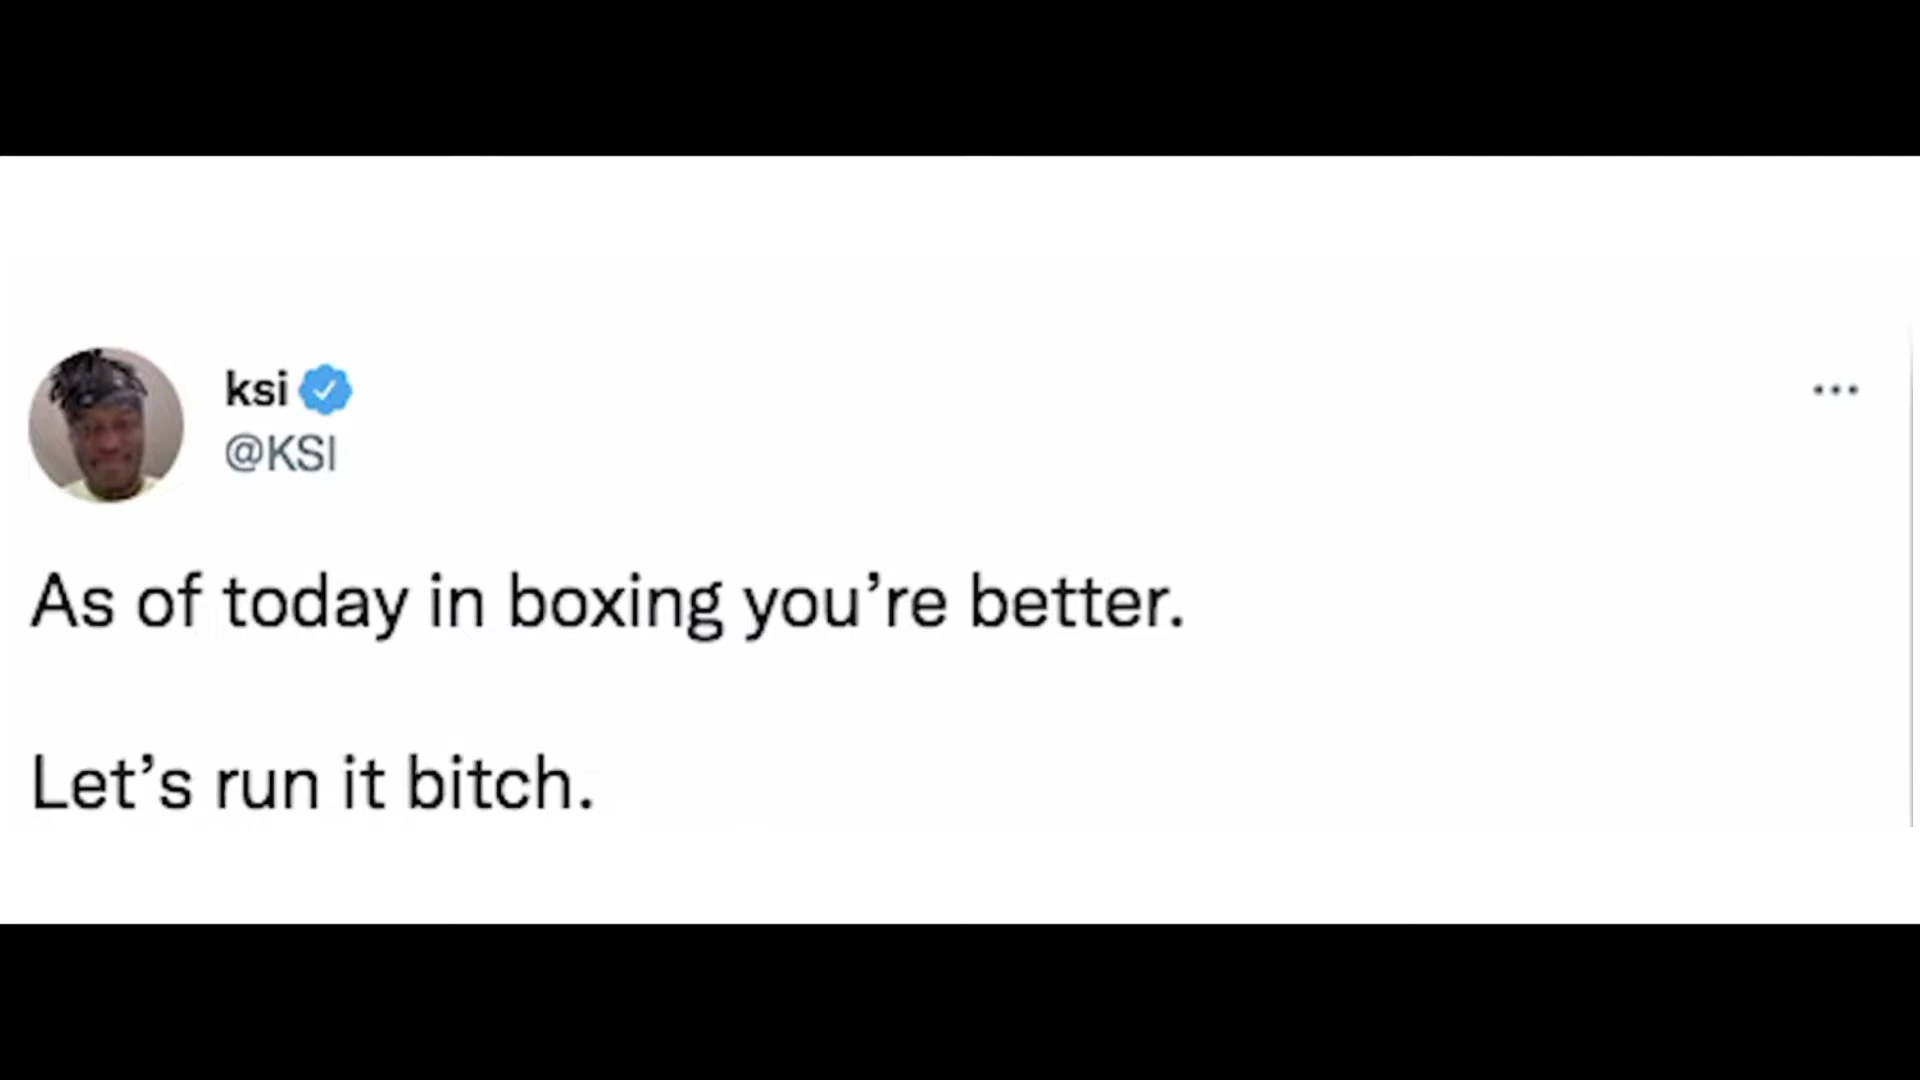 ksi
@KSI
As of today in boxing you’re better.
Let’s run it bitch.